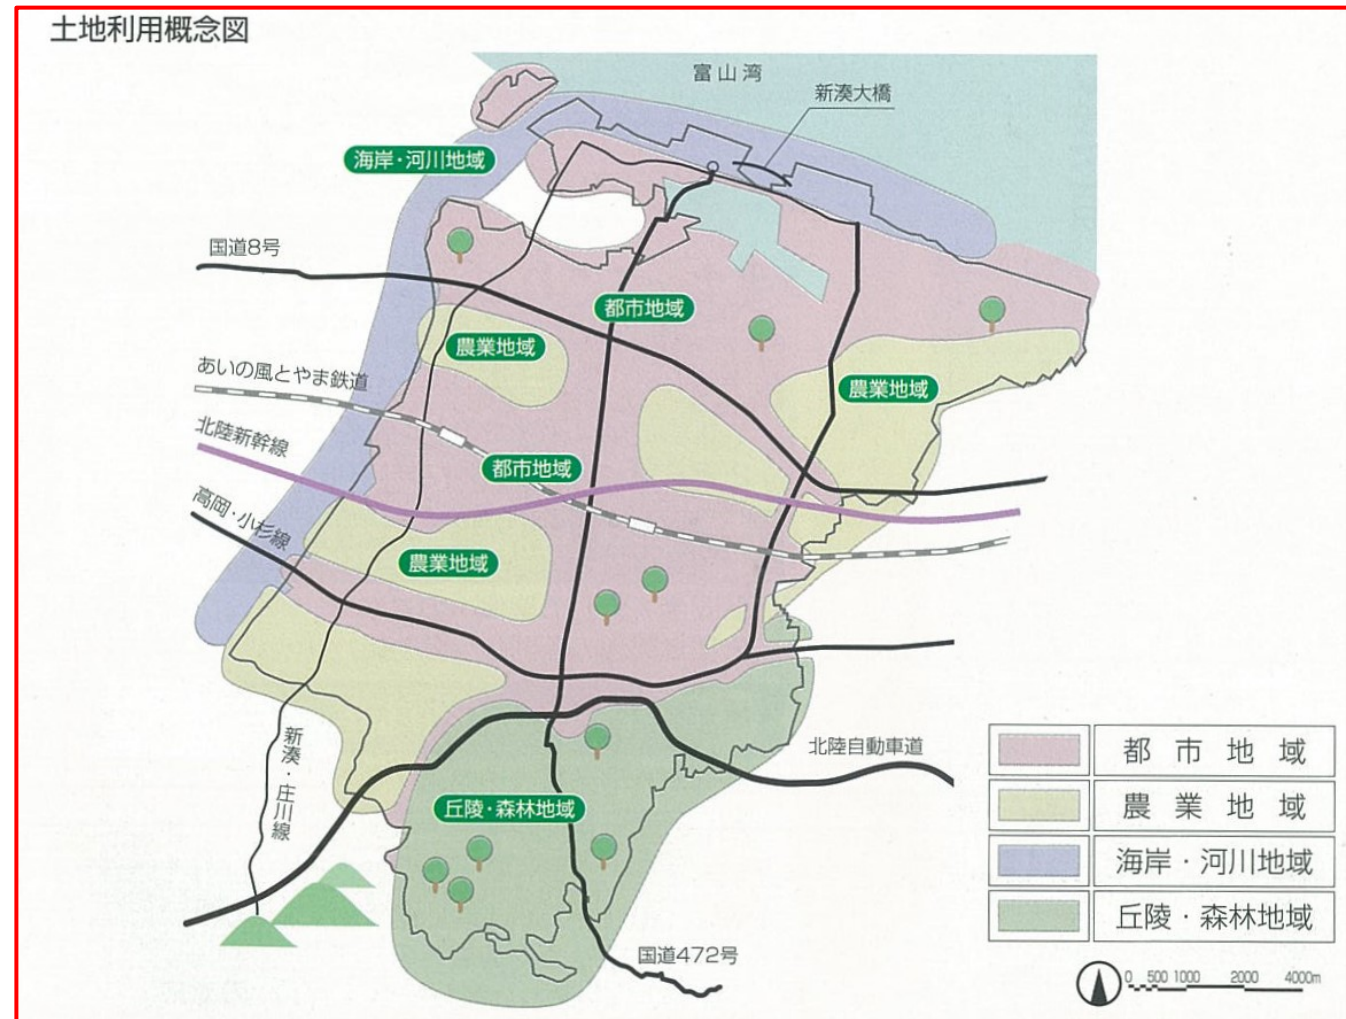 土地利用概念図
富山湾
新湊大橋
海岸・河川地域
国道8号
都市地域
農業地域
あいの風とやま鉄道
農業地域
北陸新幹線
都市地域
高岡・小杉線
農業地域
新湊・庄川線
北陸自動車道
丘陵・森林地域
国道472号
都市地域
農業地域
海岸・河川地域
丘陵・森林地域
0 500 1000 2000 4000m